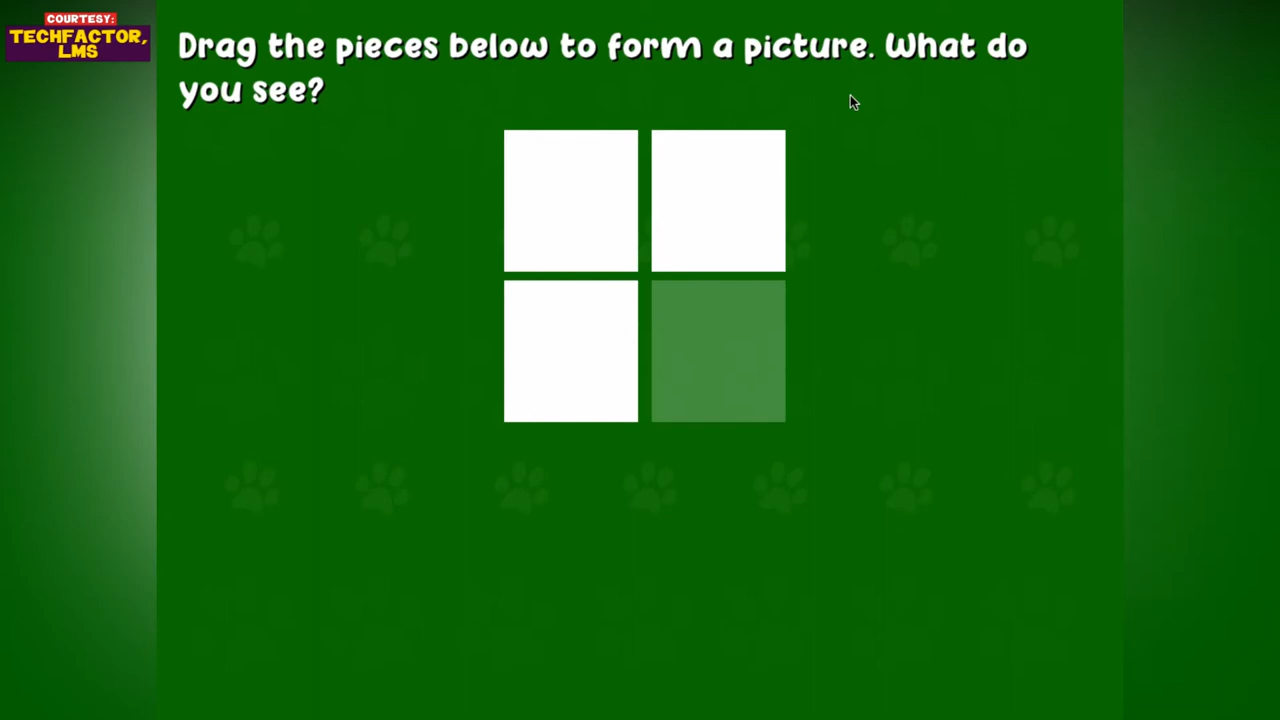 COURTESY:
TECHFACTOR,
LMS
Drag the pieces below to form a picture. What do
you see?